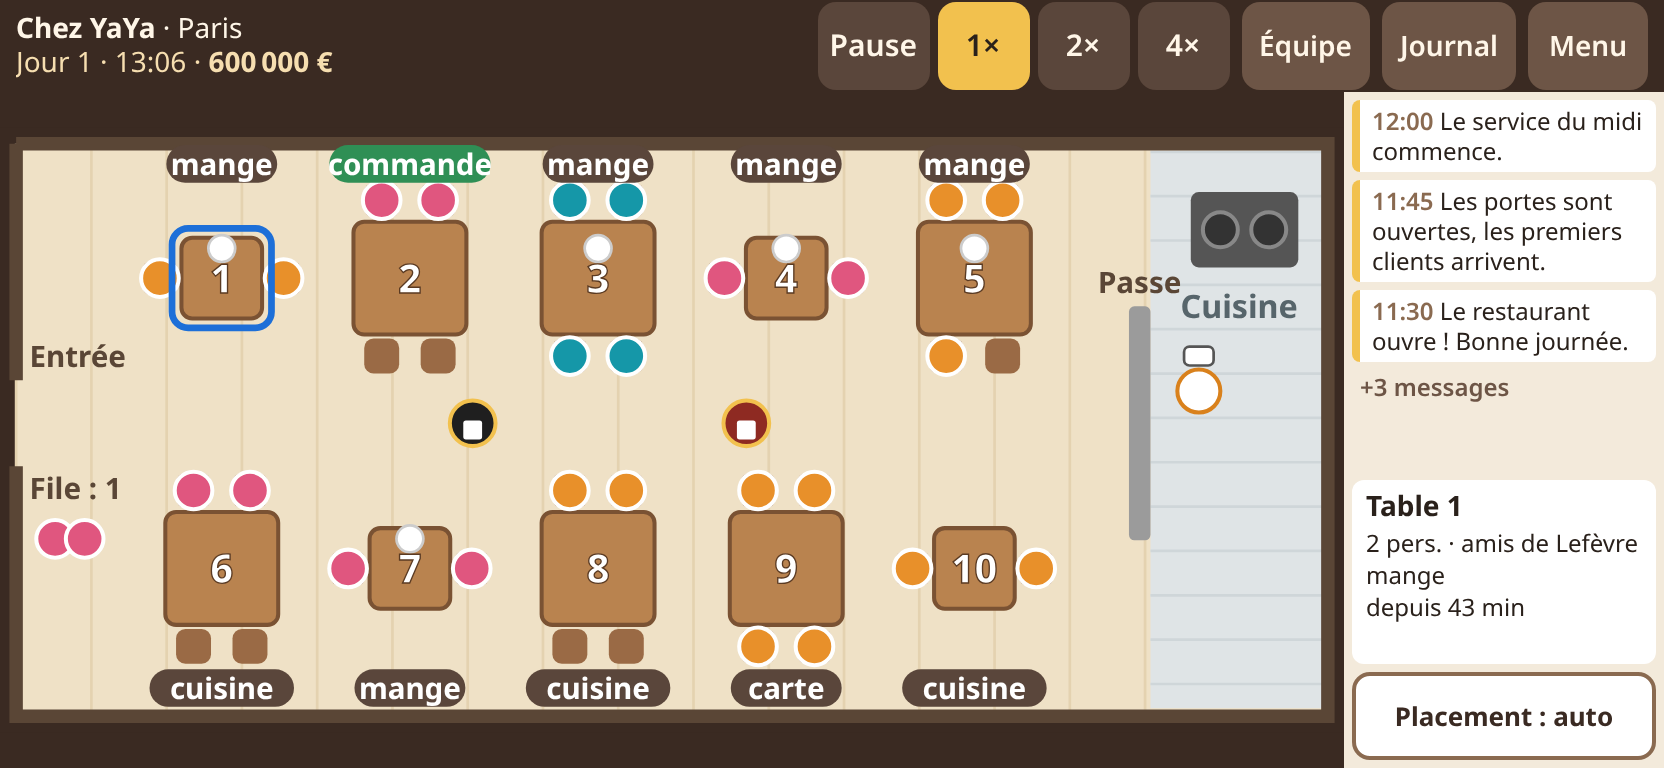 Chez YaYa · Paris
Jour 1 · 13:06 · 600 000 €
Pause
1×
2×
4×
Équipe
Journal
Menu
mange
commande
mange
mange
mange
1
2
3
4
5
Passe
Cuisine
Entrée
File : 1
6
7
8
9
10
cuisine
mange
cuisine
carte
cuisine
12:00 Le service du midi
commence.
11:45 Les portes sont
ouvertes, les premiers
clients arrivent.
11:30 Le restaurant
ouvre ! Bonne journée.
+3 messages
Table 1
2 pers. · amis de Lefèvre
mange
depuis 43 min
Placement : auto